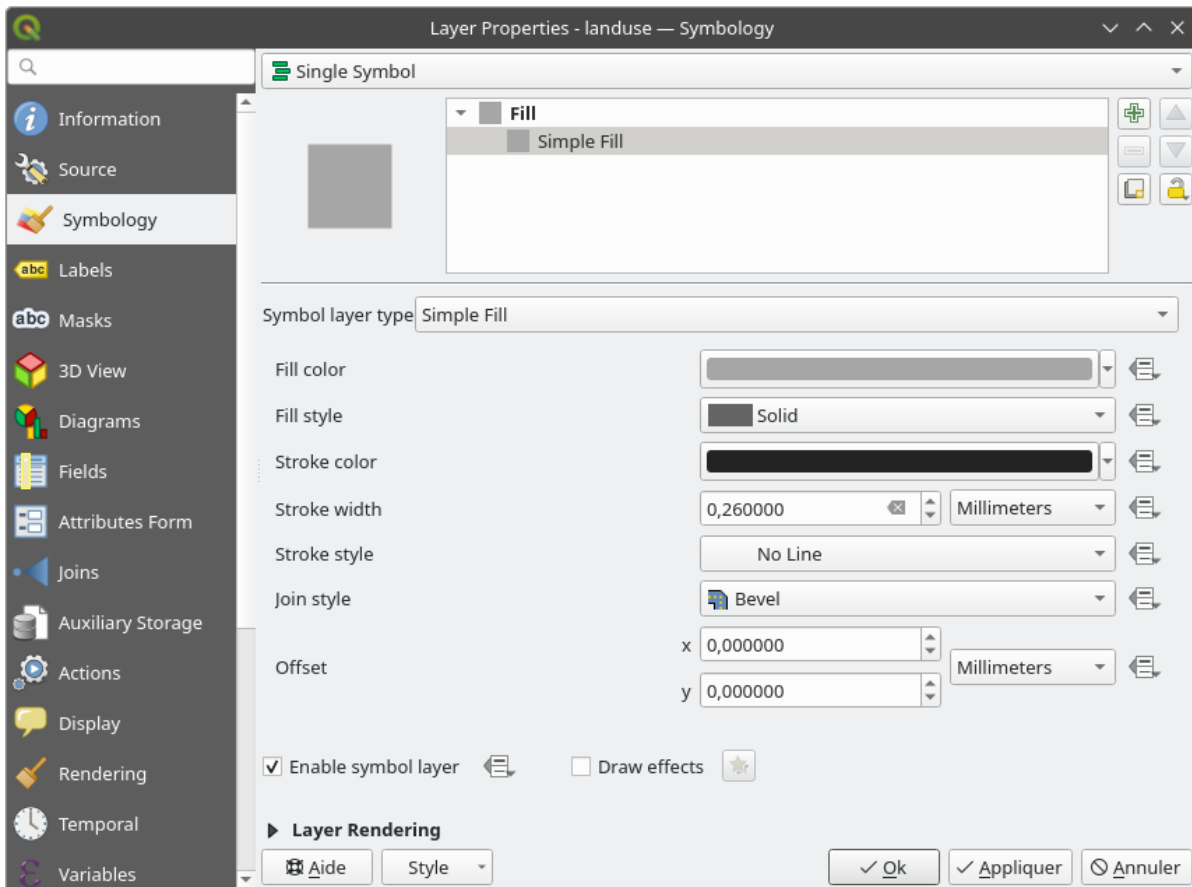 Layer Properties - landuse — Symbology
Single Symbol
Information
Source
Symbology
abc Labels
abc Masks
3D View
Diagrams
Fields
Attributes Form
Joins
Auxiliary Storage
Actions
Display
Rendering
Temporal
Variables
Fill
Simple Fill
Symbol layer type Simple Fill
Fill color
Fill style Solid
Stroke color
Stroke width 0,260000 Millimeters
Stroke style No Line
Join style Bevel
Offset x 0,000000 Millimeters
y 0,000000
Enable symbol layer Draw effects
Layer Rendering
Aide Style Ok Appliquer Annuler